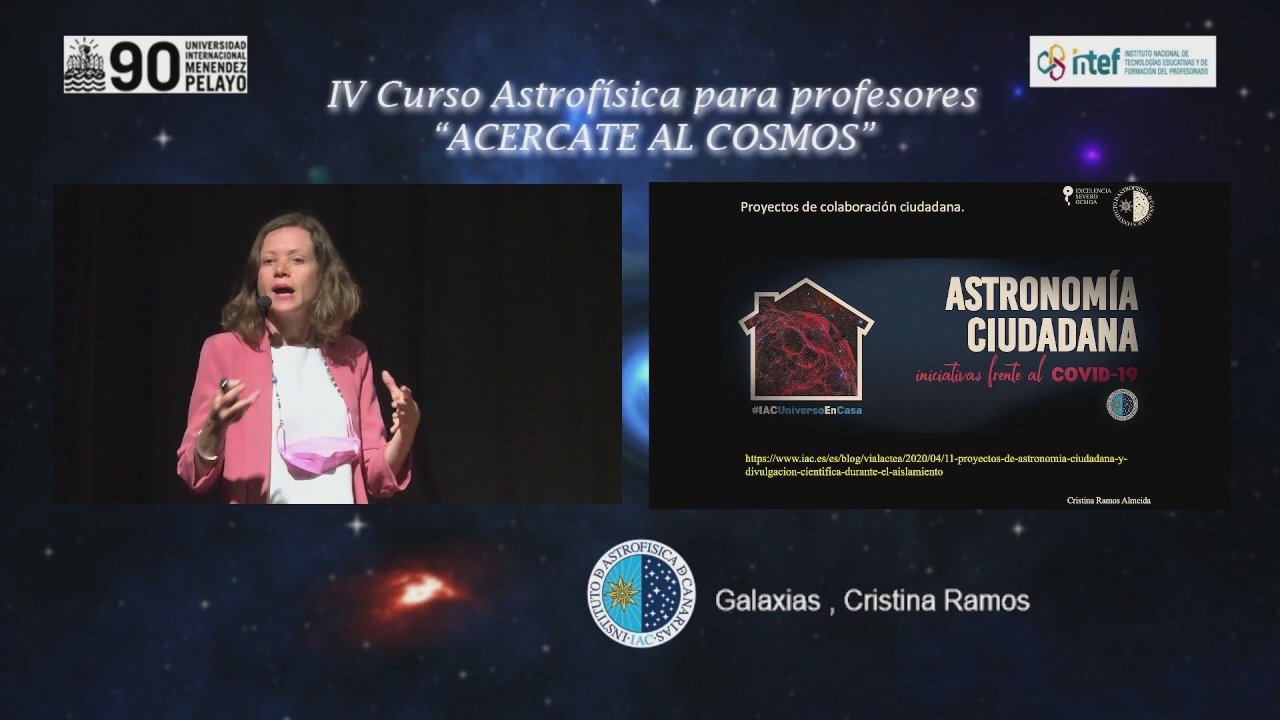 90
UNIVERSIDAD
INTERNACIONAL
MENENDEZ
PELAYO
intef
INSTITUTO NACIONAL DE
TECNOLOGÍAS EDUCATIVAS Y DE
FORMACIÓN DEL PROFESORADO
IV Curso Astrofísica para profesores
“ACERCATE AL COSMOS”
Proyectos de colaboración ciudadana.
EXCELENCIA
SEVERO
OCHOA
ASTRONOMÍA
CIUDADANA
iniciativas frente al COVID-19
#IACUniversoEnCasa
https://www.iac.es/es/blog/vialactea/2020/04/11-proyectos-de-astronomia-ciudadana-y-
divulgacion-cientifica-durante-el-aislamiento
Cristina Ramos Almeida
INSTITUTO D ASTROFISICA D CANARIAS
IAC
Galaxias , Cristina Ramos